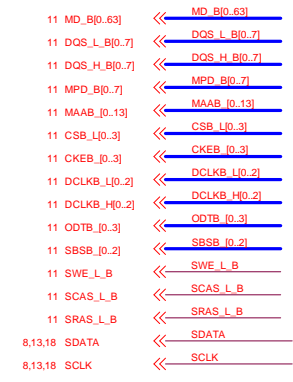 11 MD_B[0..63] MD_B[0..63]
11 DQS_L_B[0..7] DQS_L_B[0..7]
11 DQS_H_B[0..7] DQS_H_B[0..7]
11 MPD_B[0..7] MPD_B[0..7]
11 MAAB_[0..13] MAAB_[0..13]
11 CSB_L[0..3] CSB_L[0..3]
11 CKEB_[0..3] CKEB_[0..3]
11 DCLKB_L[0..2] DCLKB_L[0..2]
11 DCLKB_H[0..2] DCLKB_H[0..2]
11 ODTB_[0..3] ODTB_[0..3]
11 SBSB_[0..2] SBSB_[0..2]
11 SWE_L_B SWE_L_B
11 SCAS_L_B SCAS_L_B
11 SRAS_L_B SRAS_L_B
8,13,18 SDATA SDATA
8,13,18 SCLK SCLK